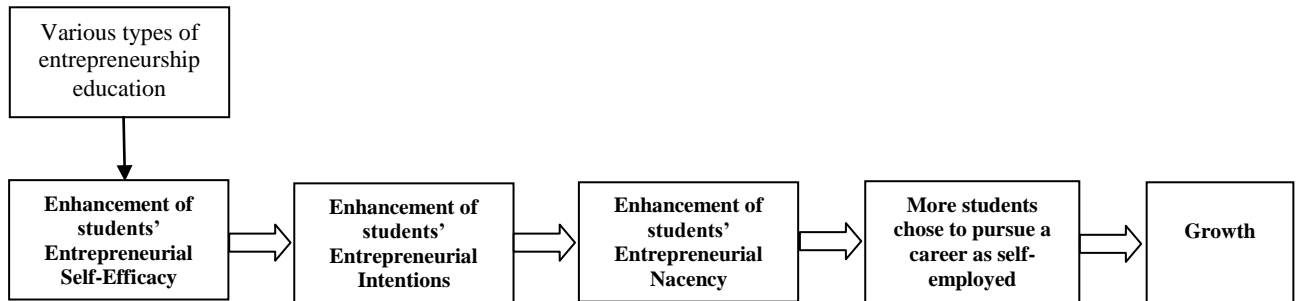 Various types of
entrepreneurship
education
Enhancement of
students’
Entrepreneurial
Self-Efficacy
Enhancement of
students’
Entrepreneurial
Intentions
Enhancement of
students’
Entrepreneurial
Nacency
More students
chose to pursue a
career as self-
employed
Growth